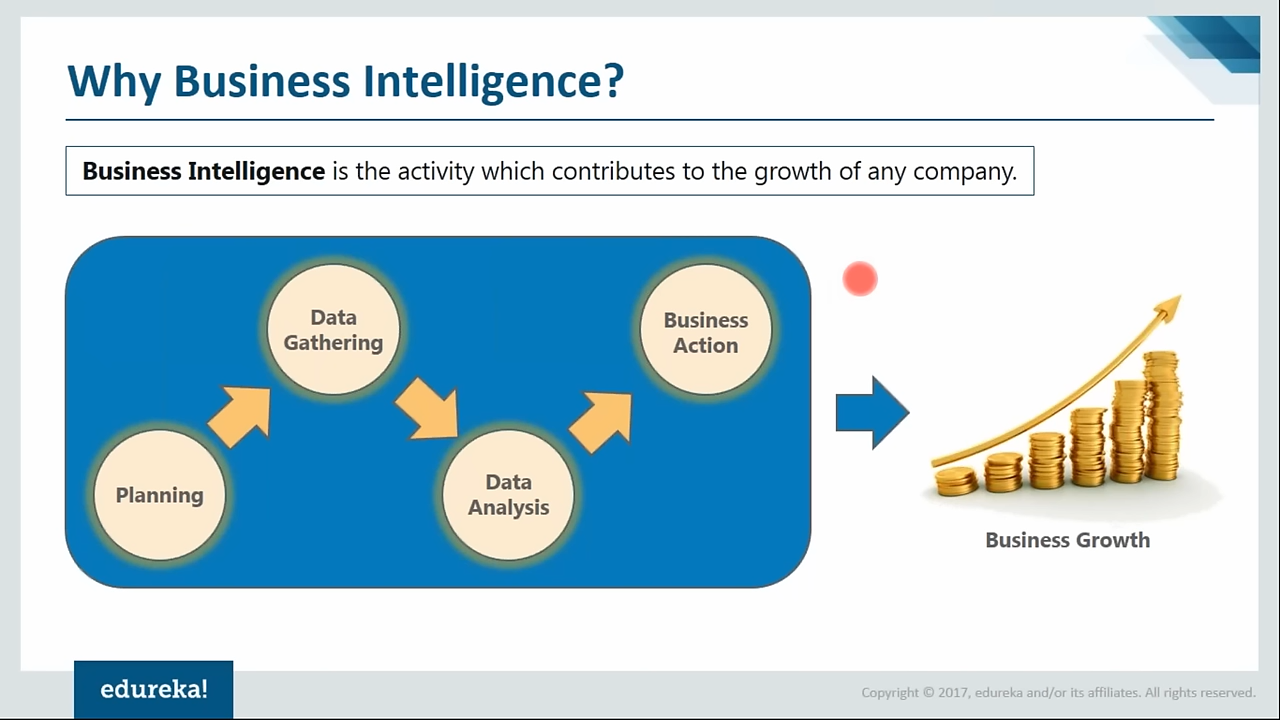 Why Business Intelligence?
Business Intelligence is the activity which contributes to the growth of any company.
Data
Gathering
Business
Action
Planning
Data
Analysis
Business Growth
edureka!
Copyright © 2017, edureka and/or its affiliates. All rights reserved.